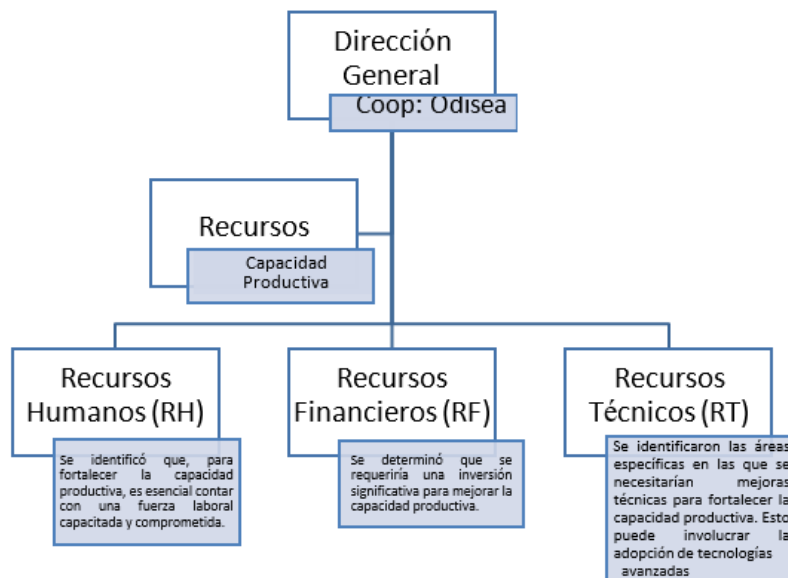 Dirección
General
Coop: Odisea
Recursos
Capacidad
Productiva
Recursos
Humanos (RH)
Se identificó que, para
fortalecer la capacidad
productiva, es esencial contar
con una fuerza laboral
capacitada y comprometida.
Recursos
Financieros (RF)
Se determinó que se
requeriría una inversión
significativa para mejorar la
capacidad productiva.
Recursos
Técnicos (RT)
Se identificaron las áreas
específicas en las que se
necesitarían mejoras
técnicas para fortalecer la
capacidad productiva. Esto
puede involucrar la
adopción de tecnologías
avanzadas